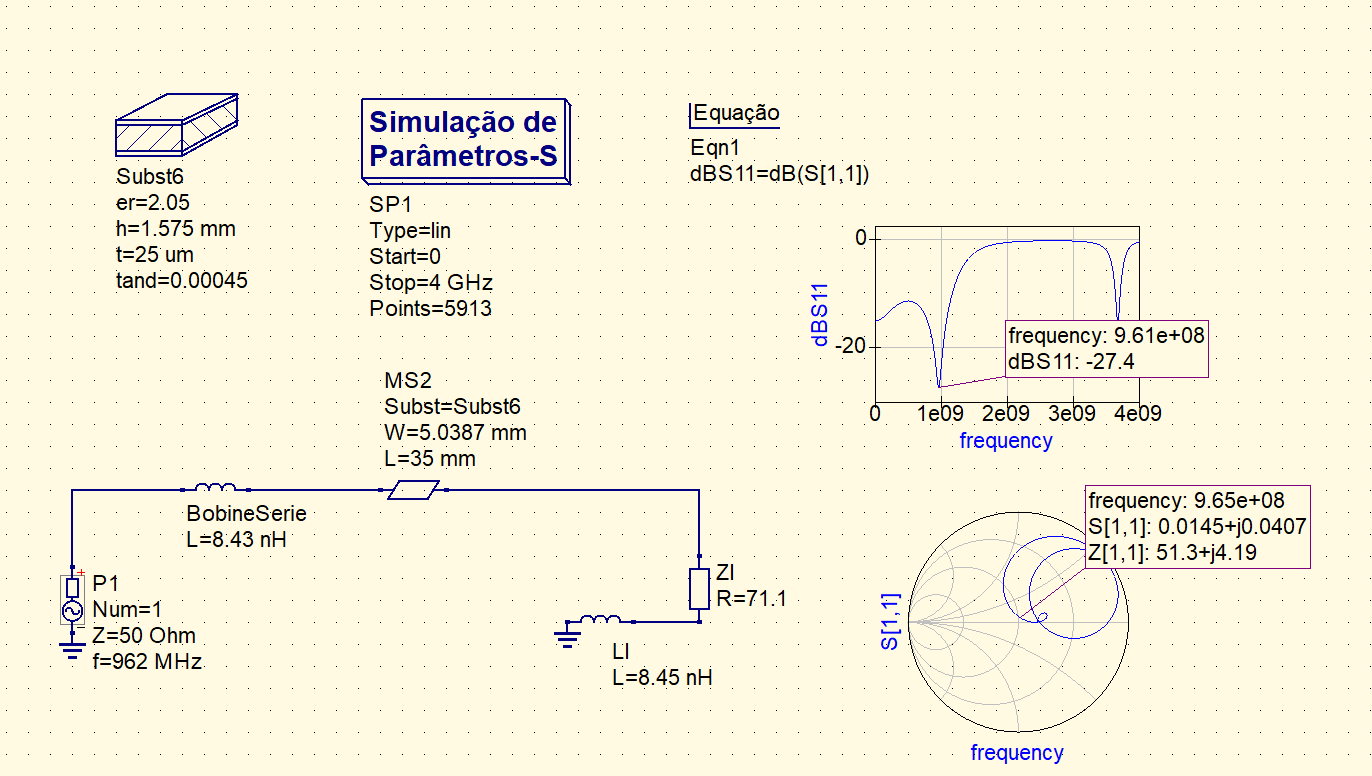 Subst6
er=2.05
h=1.575 mm
t=25 um
tand=0.00045
Simulação de
Parâmetros-S
SP1
Type=lin
Start=0
Stop=4 GHz
Points=5913
Equação
Eqn1
dBS11=dB(S[1,1])
0
-20
dBS11
frequency: 9.61e+08
dBS11: -27.4
0 1e09 2e09 3e09 4e09
frequency
MS2
Subst=Subst6
W=5.0387 mm
L=35 mm
BobineSerie
L=8.43 nH
P1
Num=1
Z=50 Ohm
f=962 MHz
ZI
R=71.1
LI
L=8.45 nH
frequency: 9.65e+08
S[1,1]: 0.0145+j0.0407
Z[1,1]: 51.3+j4.19
S[1,1]
frequency